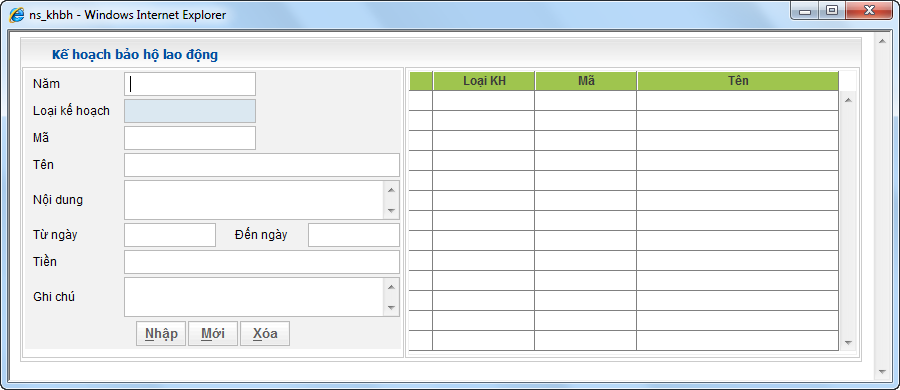 ns_khbh - Windows Internet Explorer
Kế hoạch bảo hộ lao động
Năm
Loại kế hoạch
Mã
Tên
Nội dung
Từ ngày Đến ngày
Tiền
Ghi chú
Nhập Mới Xóa
Loại KH Mã Tên